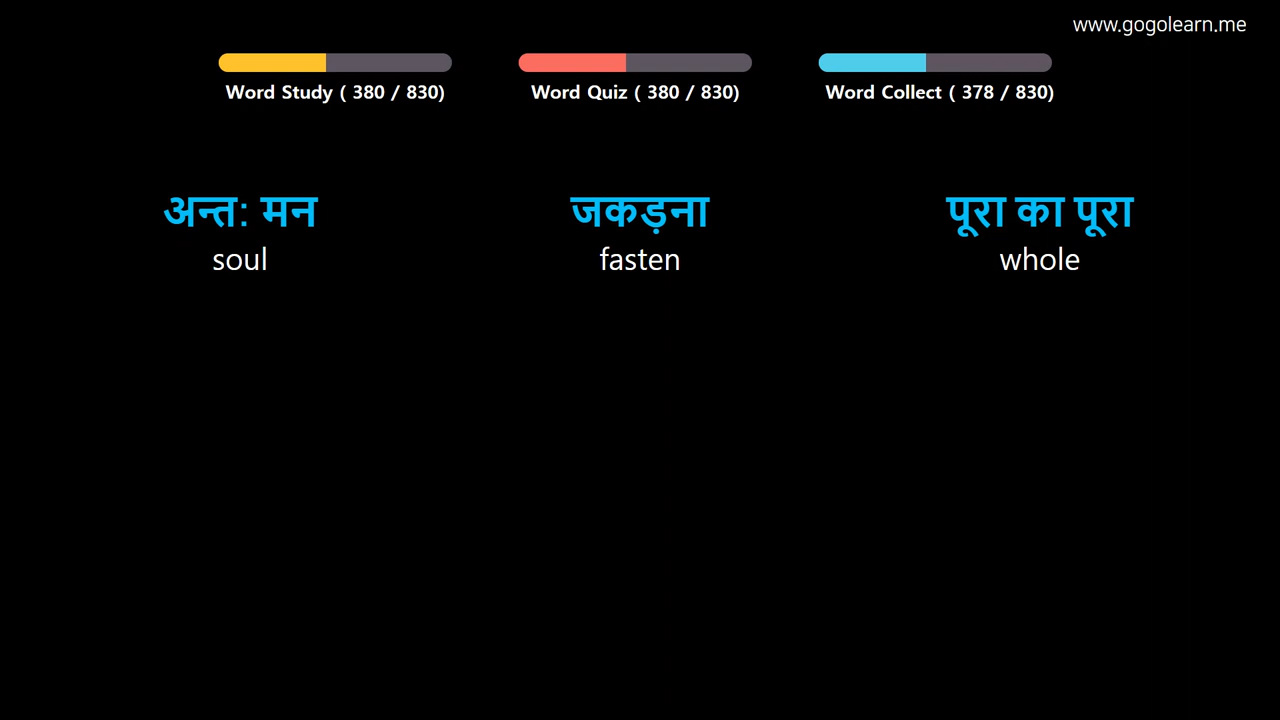 www.gogolearn.me
Word Study ( 380 / 830)
Word Quiz ( 380 / 830)
Word Collect ( 378 / 830)
अन्त: मन
soul
जकड़ना
fasten
पूरा का पूरा
whole